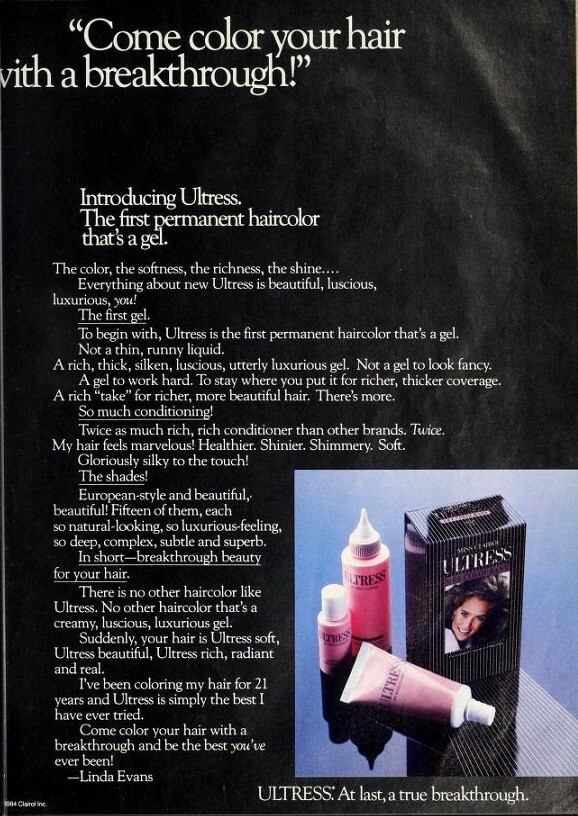 “Come color your hair
with a breakthrough!”
Introducing Ultress.
The first permanent haircolor
that’s a gel.
The color, the softness, the richness, the shine....
Everything about new Ultress is beautiful, luscious,
luxurious, you!
The first gel.
To begin with, Ultress is the first permanent haircolor that’s a gel.
Not a thin, runny liquid.
A rich, thick, silken, luscious, utterly luxurious gel. Not a gel to look fancy.
A gel to work hard. To stay where you put it for richer, thicker coverage.
A rich “take” for richer, more beautiful hair. There’s more.
So much conditioning!
Twice as much rich, rich conditioner than other brands. Twice.
My hair feels marvelous! Healthier. Shinier. Shimmery. Soft.
Gloriously silky to the touch!
The shades!
European-style and beautiful,
beautiful! Fifteen of them, each
so natural-looking, so luxurious-feeling,
so deep, complex, subtle and superb.
In short—breakthrough beauty
for your hair.
There is no other haircolor like
Ultress. No other haircolor that’s a
creamy, luscious, luxurious gel.
Suddenly, your hair is Ultress soft,
Ultress beautiful, Ultress rich, radiant
and real.
I’ve been coloring my hair for 21
years and Ultress is simply the best I
have ever tried.
Come color your hair with a
breakthrough and be the best you’ve
ever been!
—Linda Evans
MISS CLAIROL
ULTRESS
ULTRESS
ULTRESS
ULTRESS
ULTRESS. At last, a true breakthrough.
1984 Clairol Inc.